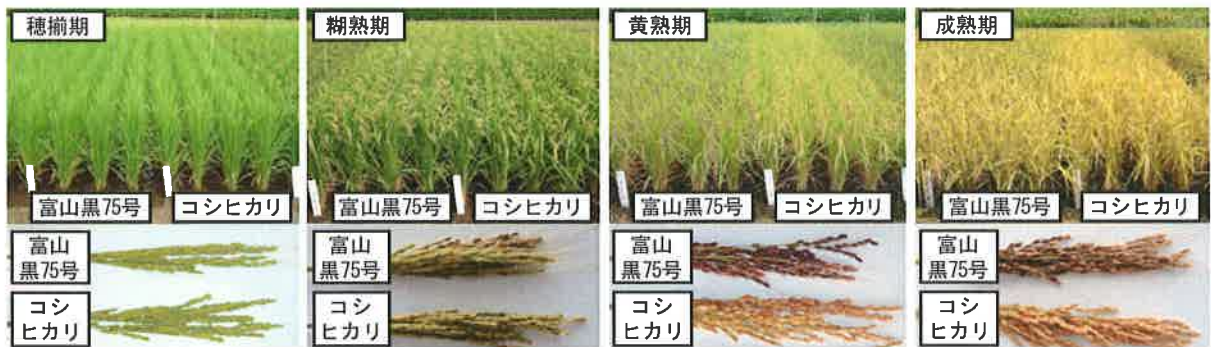 穂揃期
糊熟期
黄熟期
成熟期
富山黒75号
コシヒカリ
富山黒75号
コシヒカリ
富山黒75号
コシヒカリ
富山黒75号
コシヒカリ
富山
黒75号
富山
黒75号
富山
黒75号
富山
黒75号
コシ
ヒカリ
コシ
ヒカリ
コシ
ヒカリ
コシ
ヒカリ